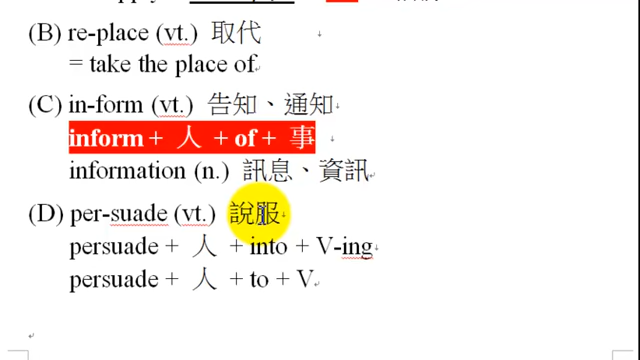 (B) re-place (vt.) 取代
= take the place of
(C) in-form (vt.) 告知、通知
inform + 人 + of + 事
information (n.) 訊息、資訊
(D) per-suade (vt.) 說服
persuade + 人 + into + V-ing
persuade + 人 + to + V